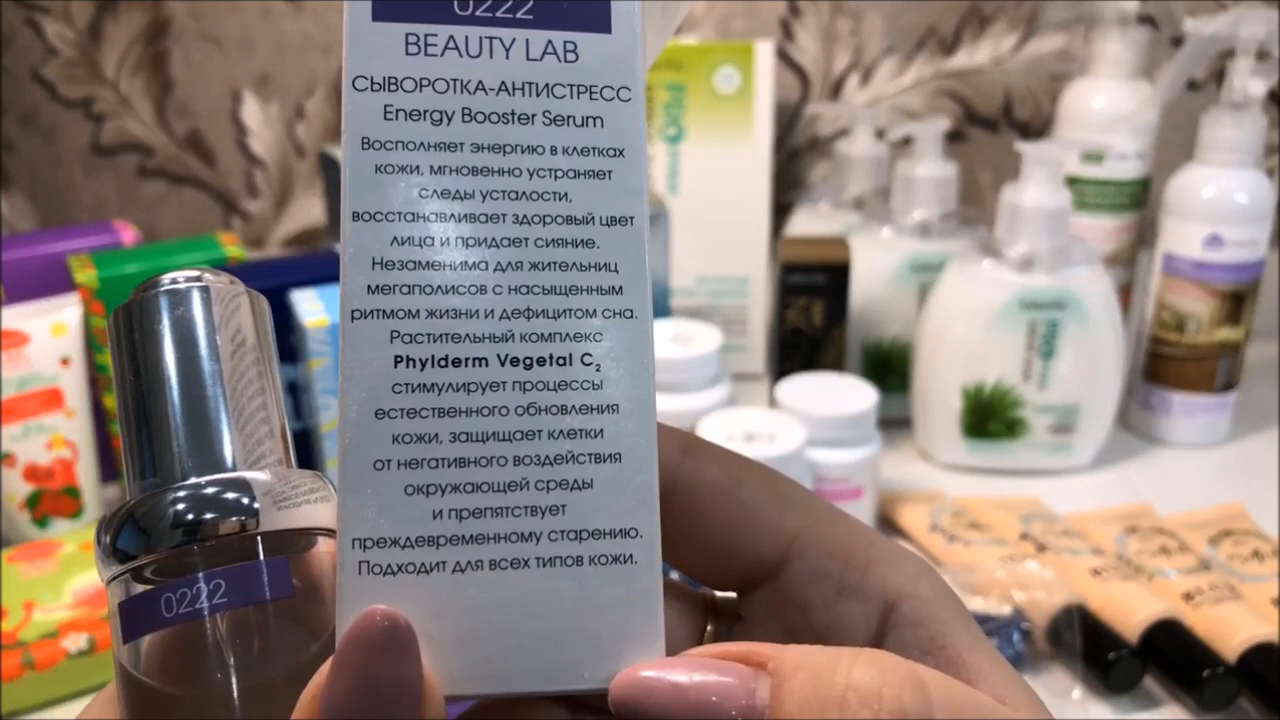 0222
BEAUTY LAB
СЫВОРОТКА-АНТИСТРЕСС
Energy Booster Serum
Восполняет энергию в клетках
кожи, мгновенно устраняет
следы усталости,
восстанавливает здоровый цвет
лица и придает сияние.
Незаменима для жительниц
мегаполисов с насыщенным
ритмом жизни и дефицитом сна.
Растительный комплекс
Phylderm Vegetal C₂
стимулирует процессы
естественного обновления
кожи, защищает клетки
от негативного воздействия
окружающей среды
и препятствует
преждевременному старению.
Подходит для всех типов кожи.
0222